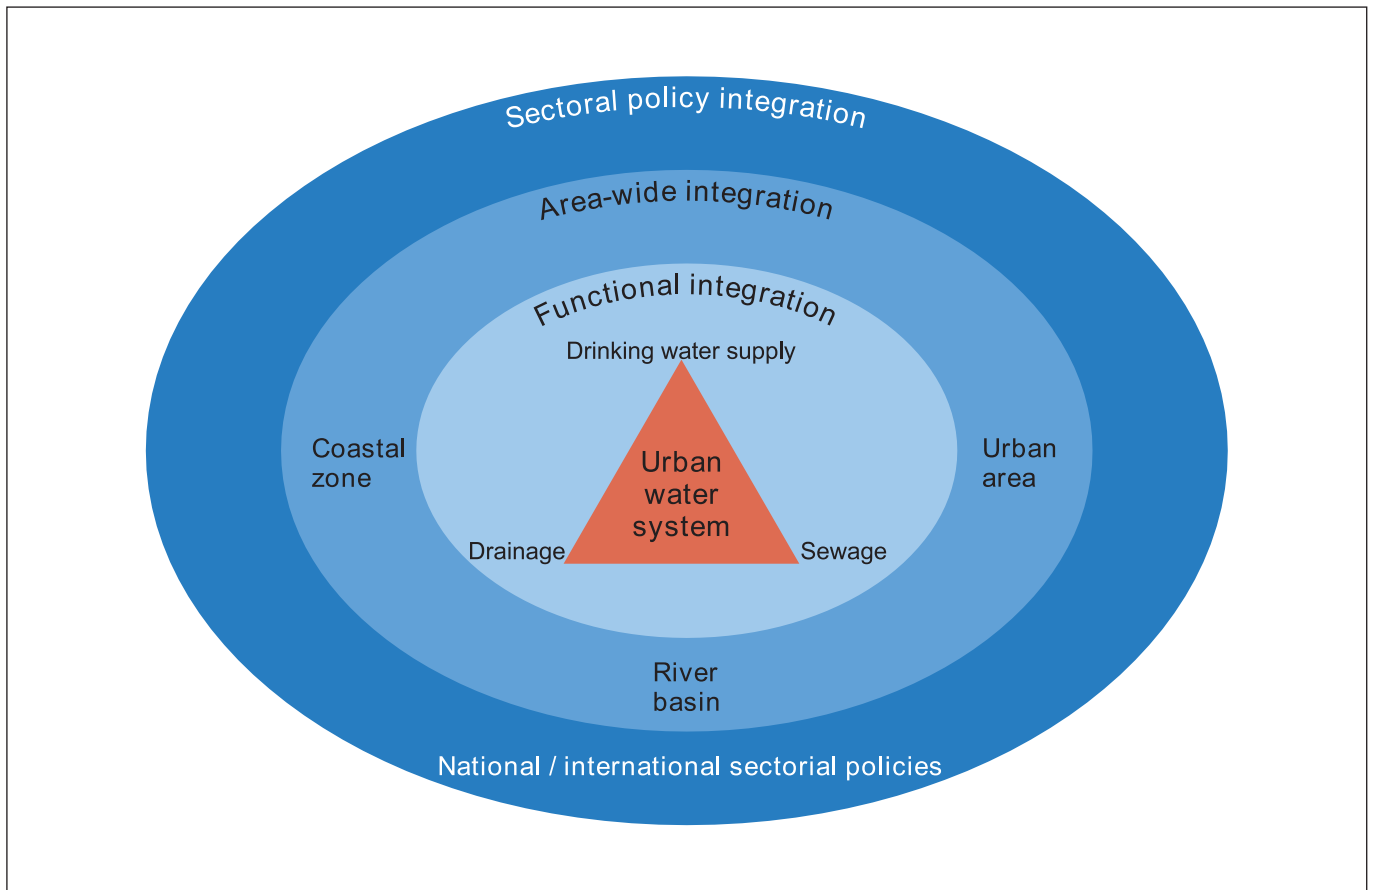 Sectoral policy integration
Area-wide integration
Functional integration
Drinking water supply
Coastal
zone
Urban
water
system
Urban
area
Drainage
Sewage
River
basin
National / international sectorial policies